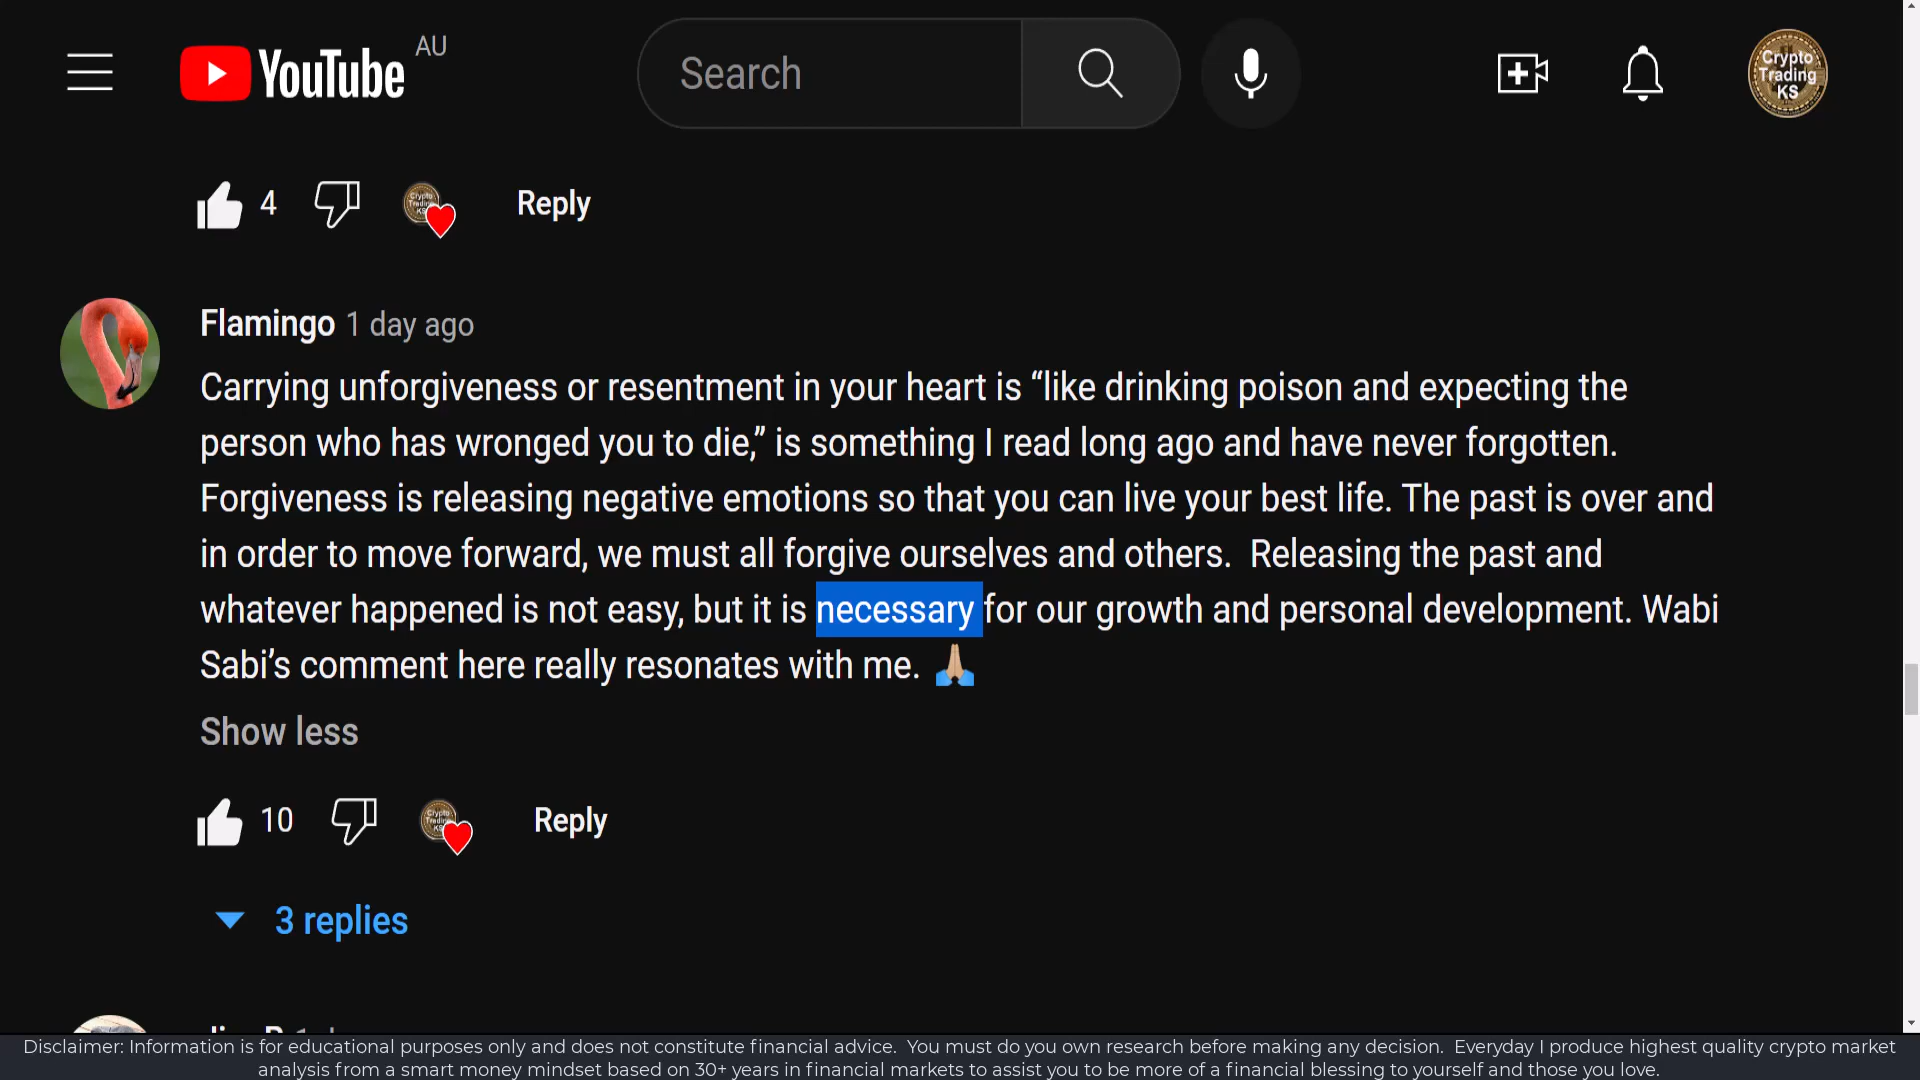 YouTube AU
Search
Crypto
Trading
KS
4
Reply
Flamingo 1 day ago
Carrying unforgiveness or resentment in your heart is “like drinking poison and expecting the
person who has wronged you to die,” is something I read long ago and have never forgotten.
Forgiveness is releasing negative emotions so that you can live your best life. The past is over and
in order to move forward, we must all forgive ourselves and others.  Releasing the past and
whatever happened is not easy, but it is necessary for our growth and personal development. Wabi
Sabi’s comment here really resonates with me. 🙏🏼
Show less
10
Reply
3 replies
Disclaimer: Information is for educational purposes only and does not constitute financial advice.  You must do you own research before making any decision.  Everyday I produce highest quality crypto market
analysis from a smart money mindset based on 30+ years in financial markets to assist you to be more of a financial blessing to yourself and those you love.